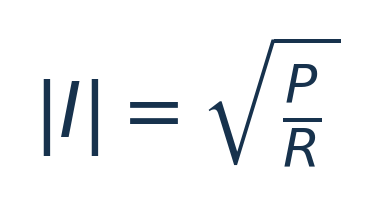 |I| = √(P/R)